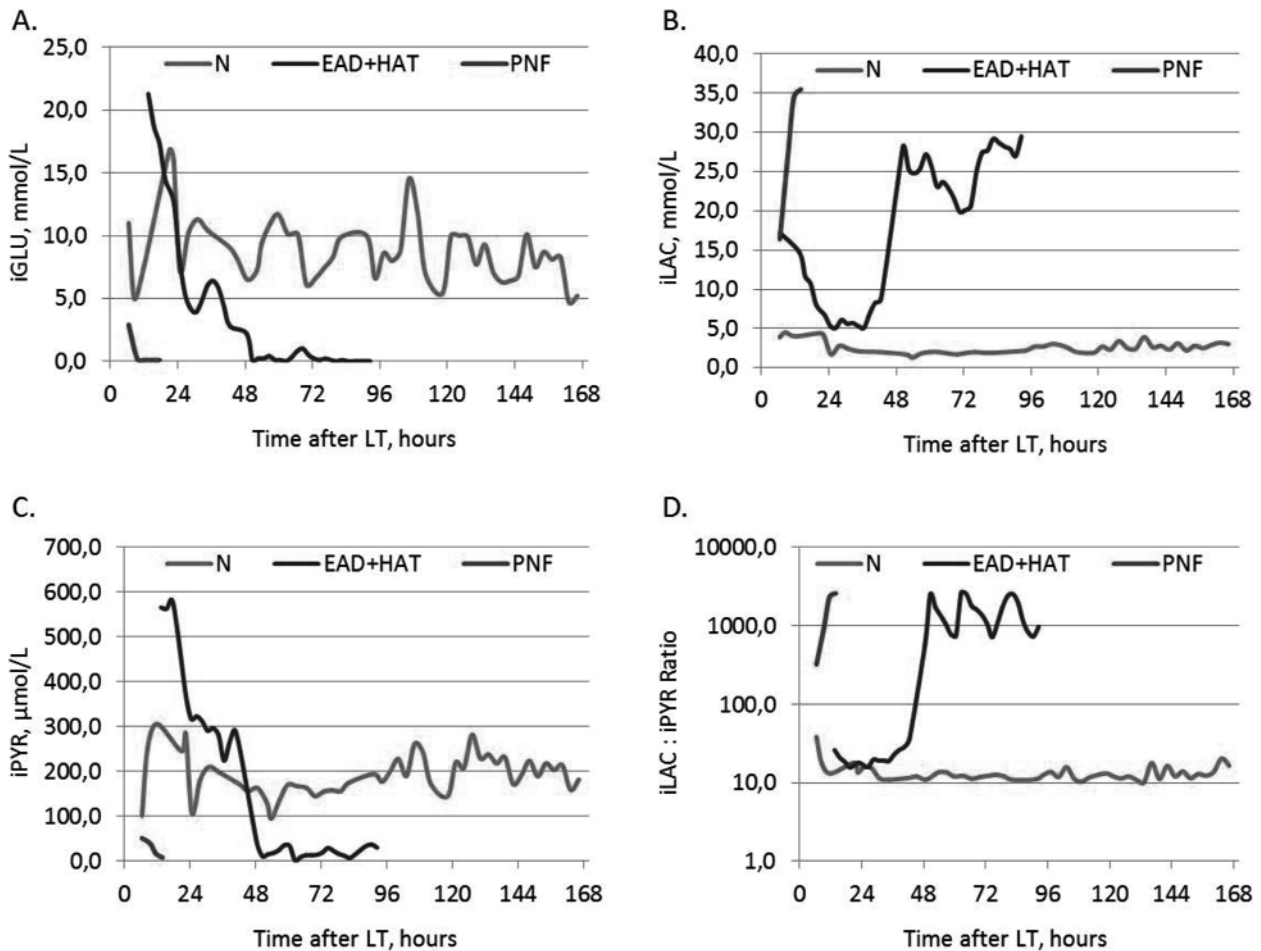 A.
25,0
N EAD+HAT PNF
20,0
15,0
10,0
5,0
0,0
0 24 48 72 96 120 144 168
iGLU, mmol/L
Time after LT, hours
B.
40,0
N EAD+HAT PNF
35,0
30,0
25,0
20,0
15,0
10,0
5,0
0,0
0 24 48 72 96 120 144 168
iLAC, mmol/L
Time after LT, hours
C.
700,0
N EAD+HAT PNF
600,0
500,0
400,0
300,0
200,0
100,0
0,0
0 24 48 72 96 120 144 168
iPYR, µmol/L
Time after LT, hours
D.
10000,0
N EAD+HAT PNF
1000,0
100,0
10,0
1,0
0 24 48 72 96 120 144 168
iLAC : iPYR Ratio
Time after LT, hours